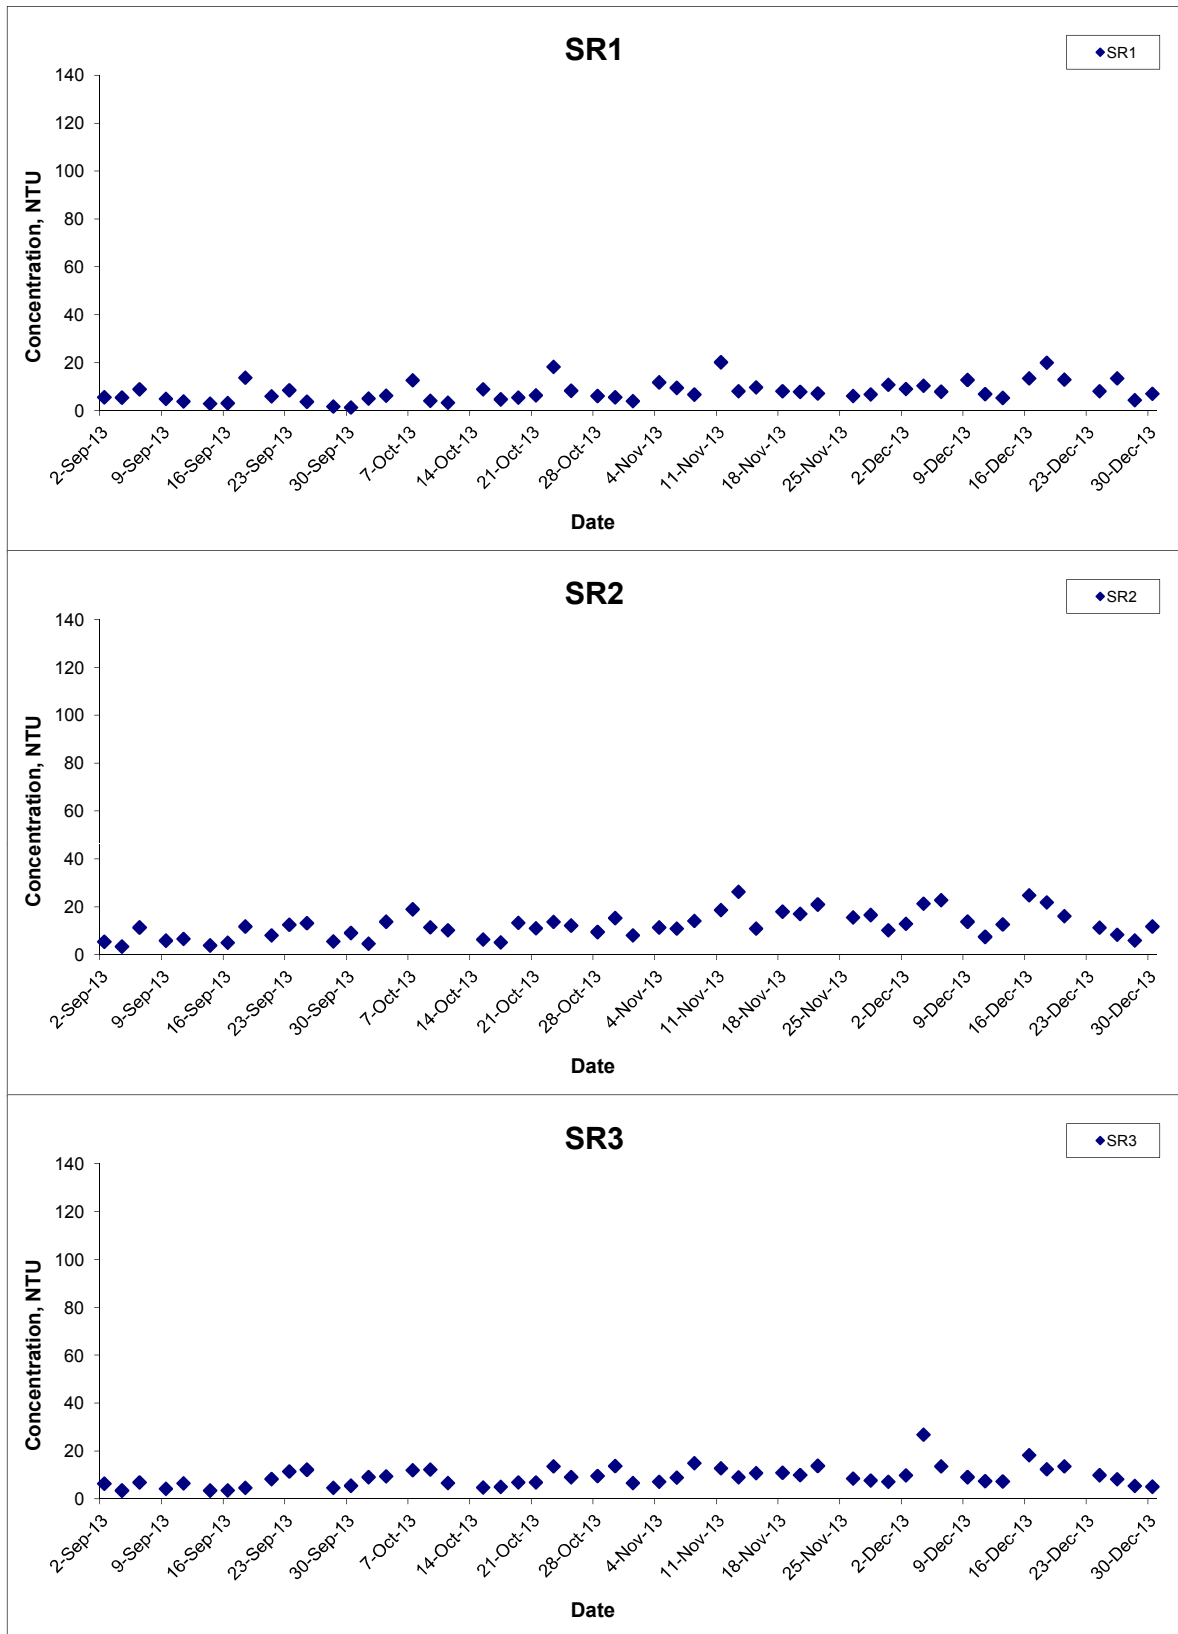 SR1
SR1
140
120
100
80
60
40
20
0
Concentration, NTU
2-Sep-13
9-Sep-13
16-Sep-13
23-Sep-13
30-Sep-13
7-Oct-13
14-Oct-13
21-Oct-13
28-Oct-13
4-Nov-13
11-Nov-13
18-Nov-13
25-Nov-13
2-Dec-13
9-Dec-13
16-Dec-13
23-Dec-13
30-Dec-13
Date
SR2
SR2
140
120
100
80
60
40
20
0
Concentration, NTU
2-Sep-13
9-Sep-13
16-Sep-13
23-Sep-13
30-Sep-13
7-Oct-13
14-Oct-13
21-Oct-13
28-Oct-13
4-Nov-13
11-Nov-13
18-Nov-13
25-Nov-13
2-Dec-13
9-Dec-13
16-Dec-13
23-Dec-13
30-Dec-13
Date
SR3
SR3
140
120
100
80
60
40
20
0
Concentration, NTU
2-Sep-13
9-Sep-13
16-Sep-13
23-Sep-13
30-Sep-13
7-Oct-13
14-Oct-13
21-Oct-13
28-Oct-13
4-Nov-13
11-Nov-13
18-Nov-13
25-Nov-13
2-Dec-13
9-Dec-13
16-Dec-13
23-Dec-13
30-Dec-13
Date